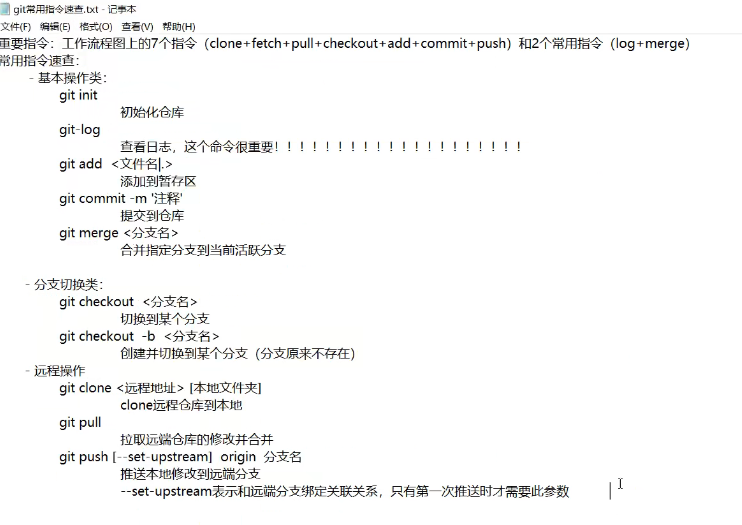 git常用指令速查.txt - 记事本
文件(F) 编辑(E) 格式(O) 查看(V) 帮助(H)
重要指令：工作流程图上的7个指令（clone+fetch+pull+checkout+add+commit+push）和2个常用指令（log+merge）
常用指令速查：
- 基本操作类：
git init
初始化仓库
git-log
查看日志，这个命令很重要！！！！！！！！！！！！！！！！！！！！
git add <文件名|.>
添加到暂存区
git commit -m '注释'
提交到仓库
git merge <分支名>
合并指定分支到当前活跃分支
- 分支切换类：
git checkout <分支名>
切换到某个分支
git checkout -b <分支名>
创建并切换到某个分支（分支原来不存在）
- 远程操作
git clone <远程地址> [本地文件夹]
clone远程仓库到本地
git pull
拉取远端仓库的修改并合并
git push [--set-upstream] origin 分支名
推送本地修改到远端分支
--set-upstream表示和远端分支绑定关联关系，只有第一次推送时才需要此参数